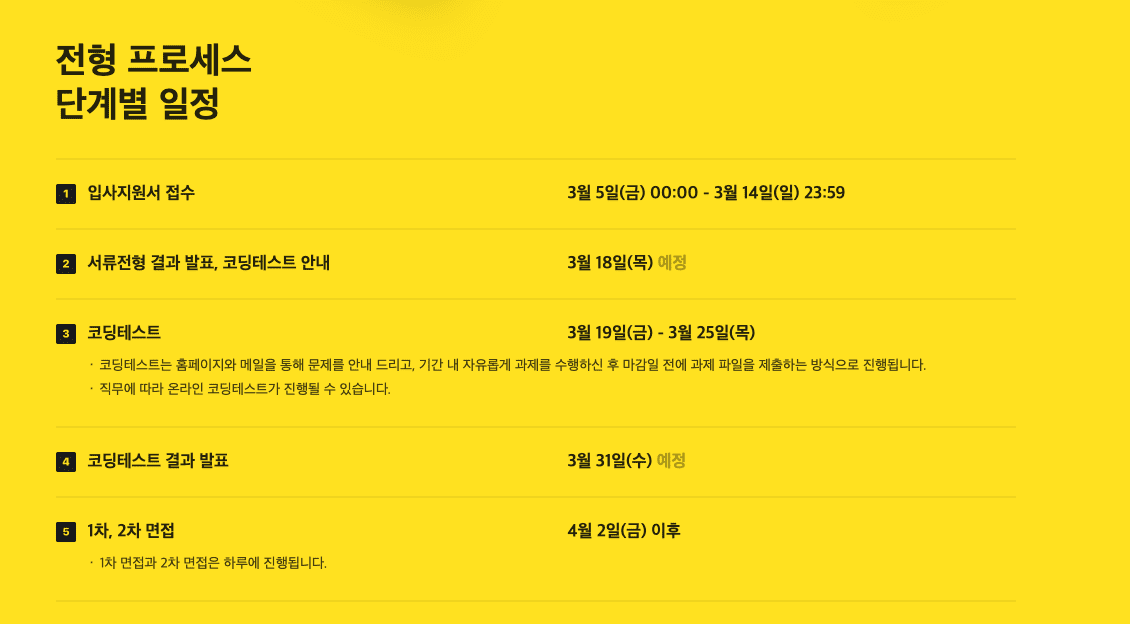 전형 프로세스
단계별 일정
1 입사지원서 접수 3월 5일(금) 00:00 - 3월 14일(일) 23:59
2 서류전형 결과 발표, 코딩테스트 안내 3월 18일(목) 예정
3 코딩테스트 3월 19일(금) - 3월 25일(목)
· 코딩테스트는 홈페이지와 메일을 통해 문제를 안내 드리고, 기간 내 자유롭게 과제를 수행하신 후 마감일 전에 과제 파일을 제출하는 방식으로 진행됩니다.
· 직무에 따라 온라인 코딩테스트가 진행될 수 있습니다.
4 코딩테스트 결과 발표 3월 31일(수) 예정
5 1차, 2차 면접 4월 2일(금) 이후
· 1차 면접과 2차 면접은 하루에 진행됩니다.